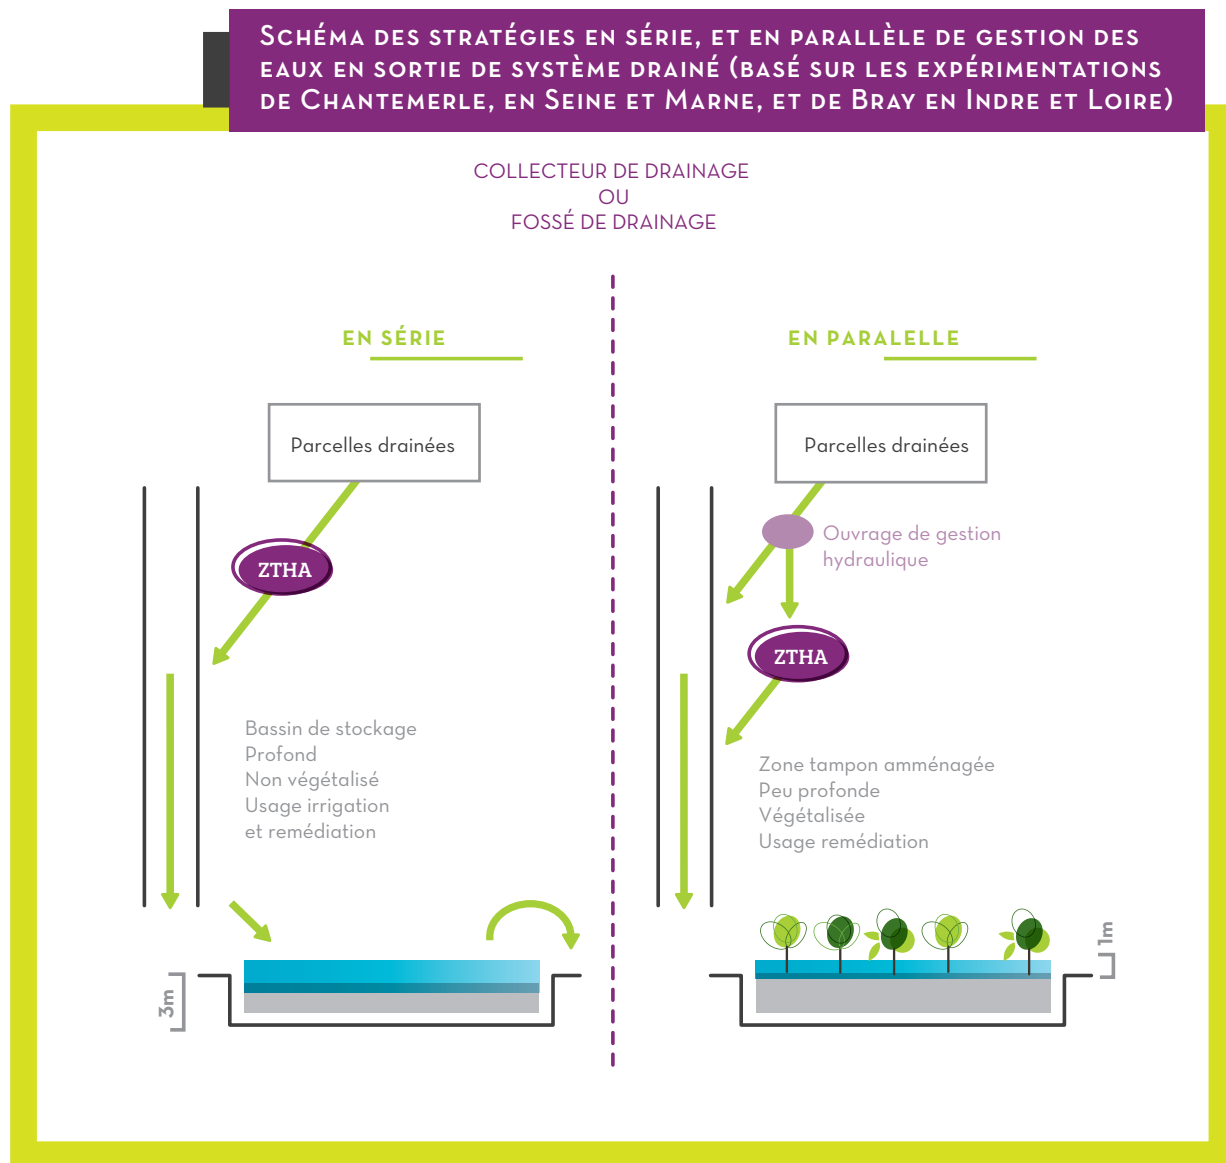 Schéma des stratégies en série, et en parallèle de gestion des
eaux en sortie de système drainé (basé sur les expérimentations
de Chantemerle, en Seine et Marne, et de Bray en Indre et Loire)
COLLECTEUR DE DRAINAGE
OU
FOSSÉ DE DRAINAGE
EN SÉRIE
Parcelles drainées
ZTHA
Bassin de stockage
Profond
Non végétalisé
Usage irrigation
et remédiation
3m
EN PARALELLE
Parcelles drainées
Ouvrage de gestion
hydraulique
ZTHA
Zone tampon amménagée
Peu profonde
Végétalisée
Usage remédiation
1m